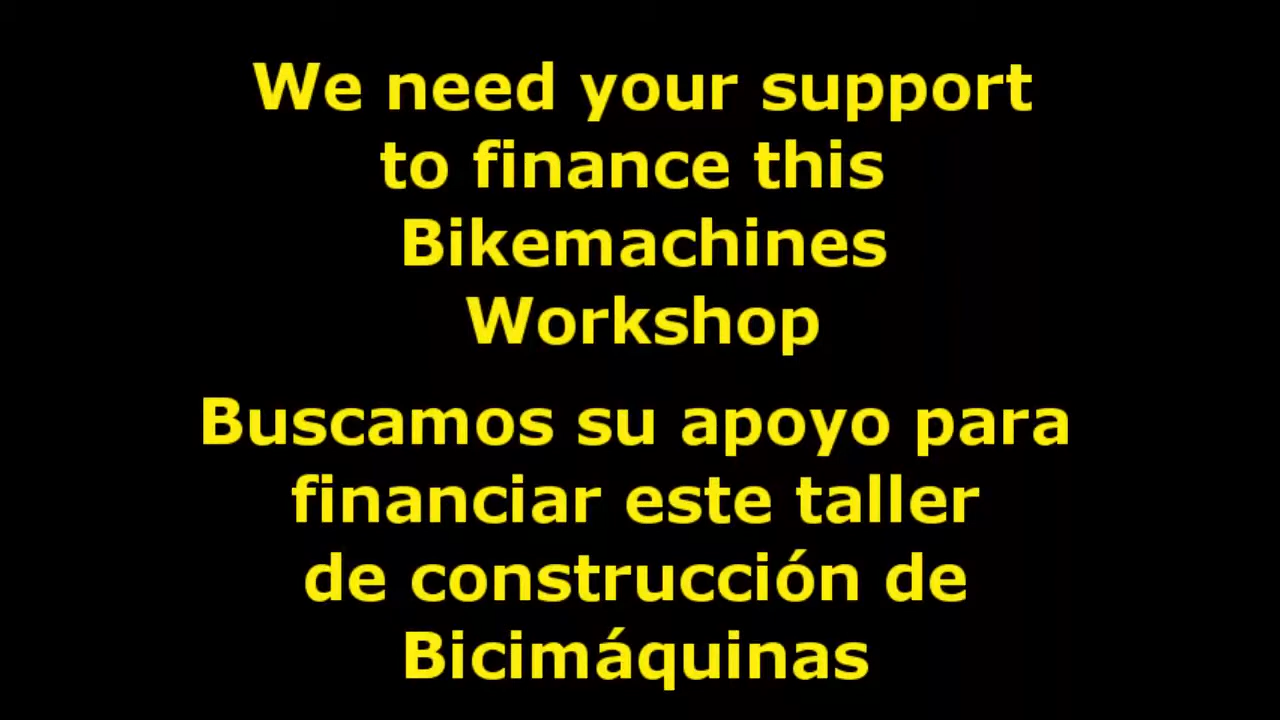 We need your support
to finance this
Bikemachines
Workshop
Buscamos su apoyo para
financiar este taller
de construcción de
Bicimáquinas